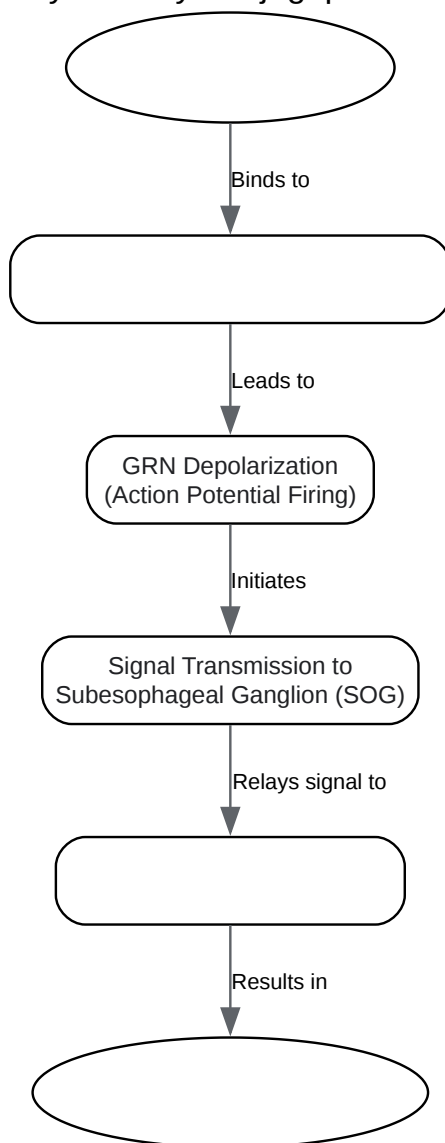 Binds to
Leads to
GRN Depolarization
(Action Potential Firing)
Initiates
Signal Transmission to
Subesophageal Ganglion (SOG)
Relays signal to
Results in